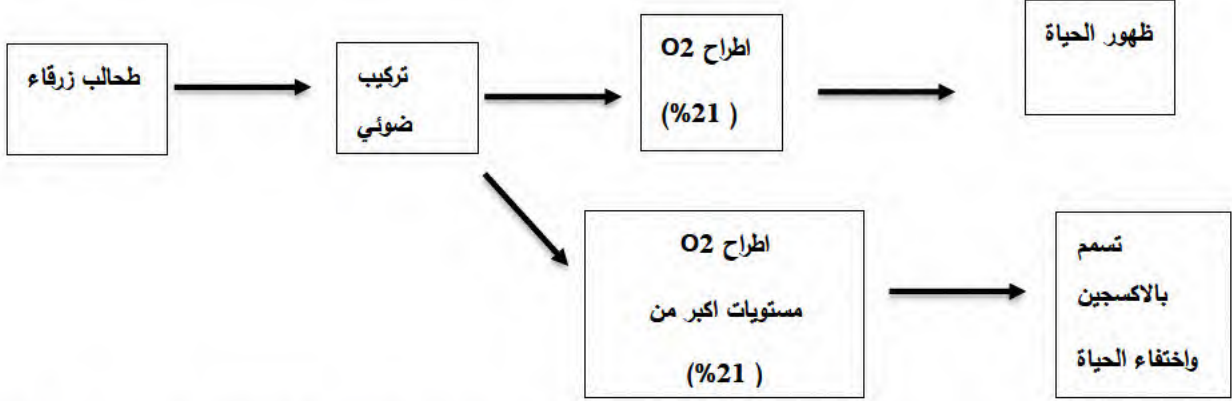 طحالب زرقاء
تركيب
ضوئي
اطراح O2
(%21 )
ظهور الحياة
اطراح O2
مستويات اكبر من
(%21 )
تسمم
بالاكسجين
واختفاء الحياة